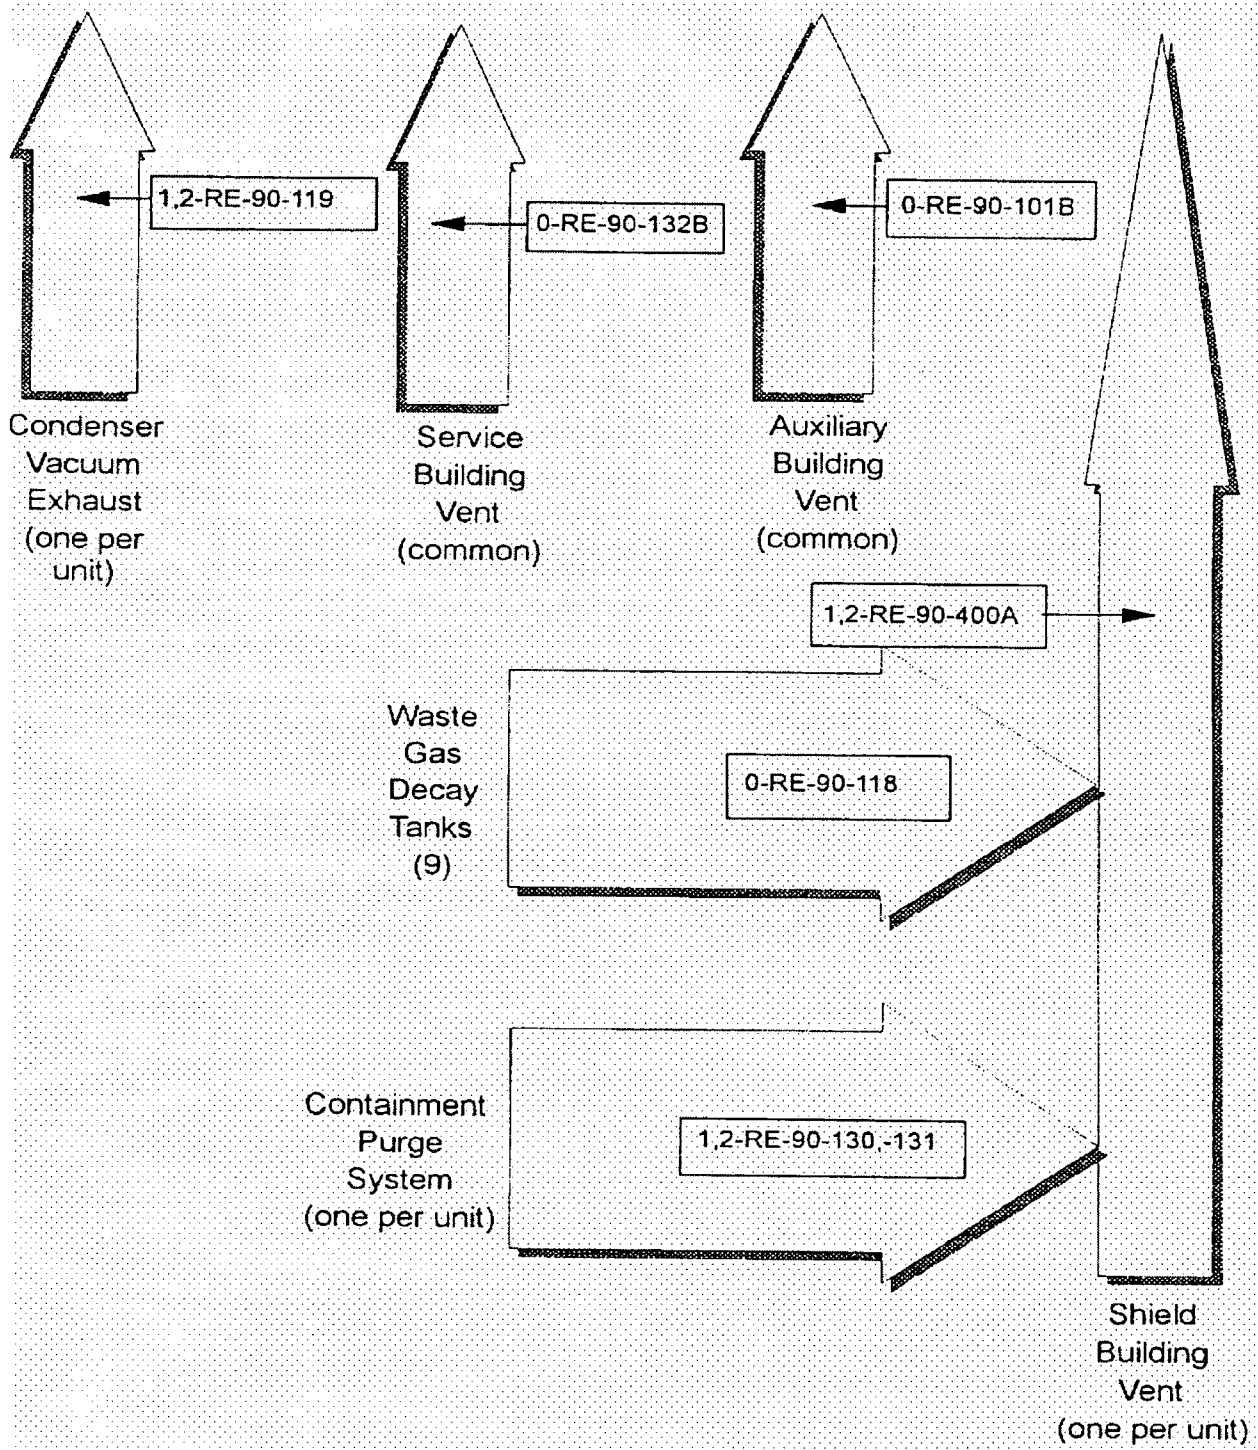 1,2-RE-90-119
0-RE-90-132B
0-RE-90-101B
Condenser
Vacuum
Exhaust
(one per
unit)
Service
Building
Vent
(common)
Auxiliary
Building
Vent
(common)
1,2-RE-90-400A
Waste
Gas
Decay
Tanks
(9)
0-RE-90-118
Containment
Purge
System
(one per unit)
1,2-RE-90-130,-131
Shield
Building
Vent
(one per unit)